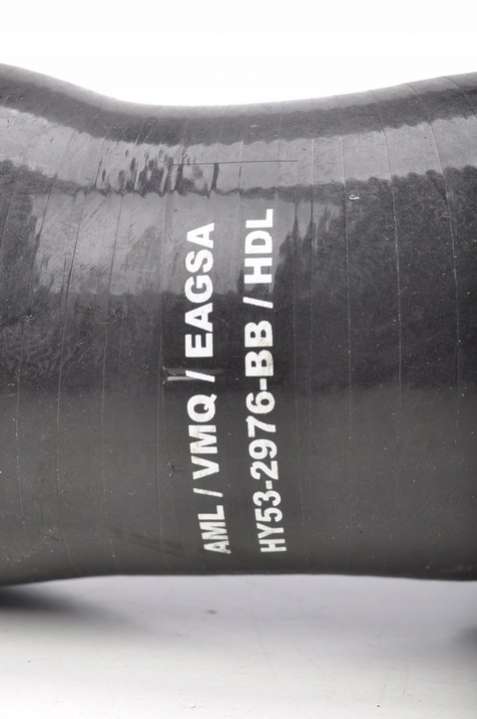 AML / VMQ / EAGSA
HY53-2976-BB / HDL